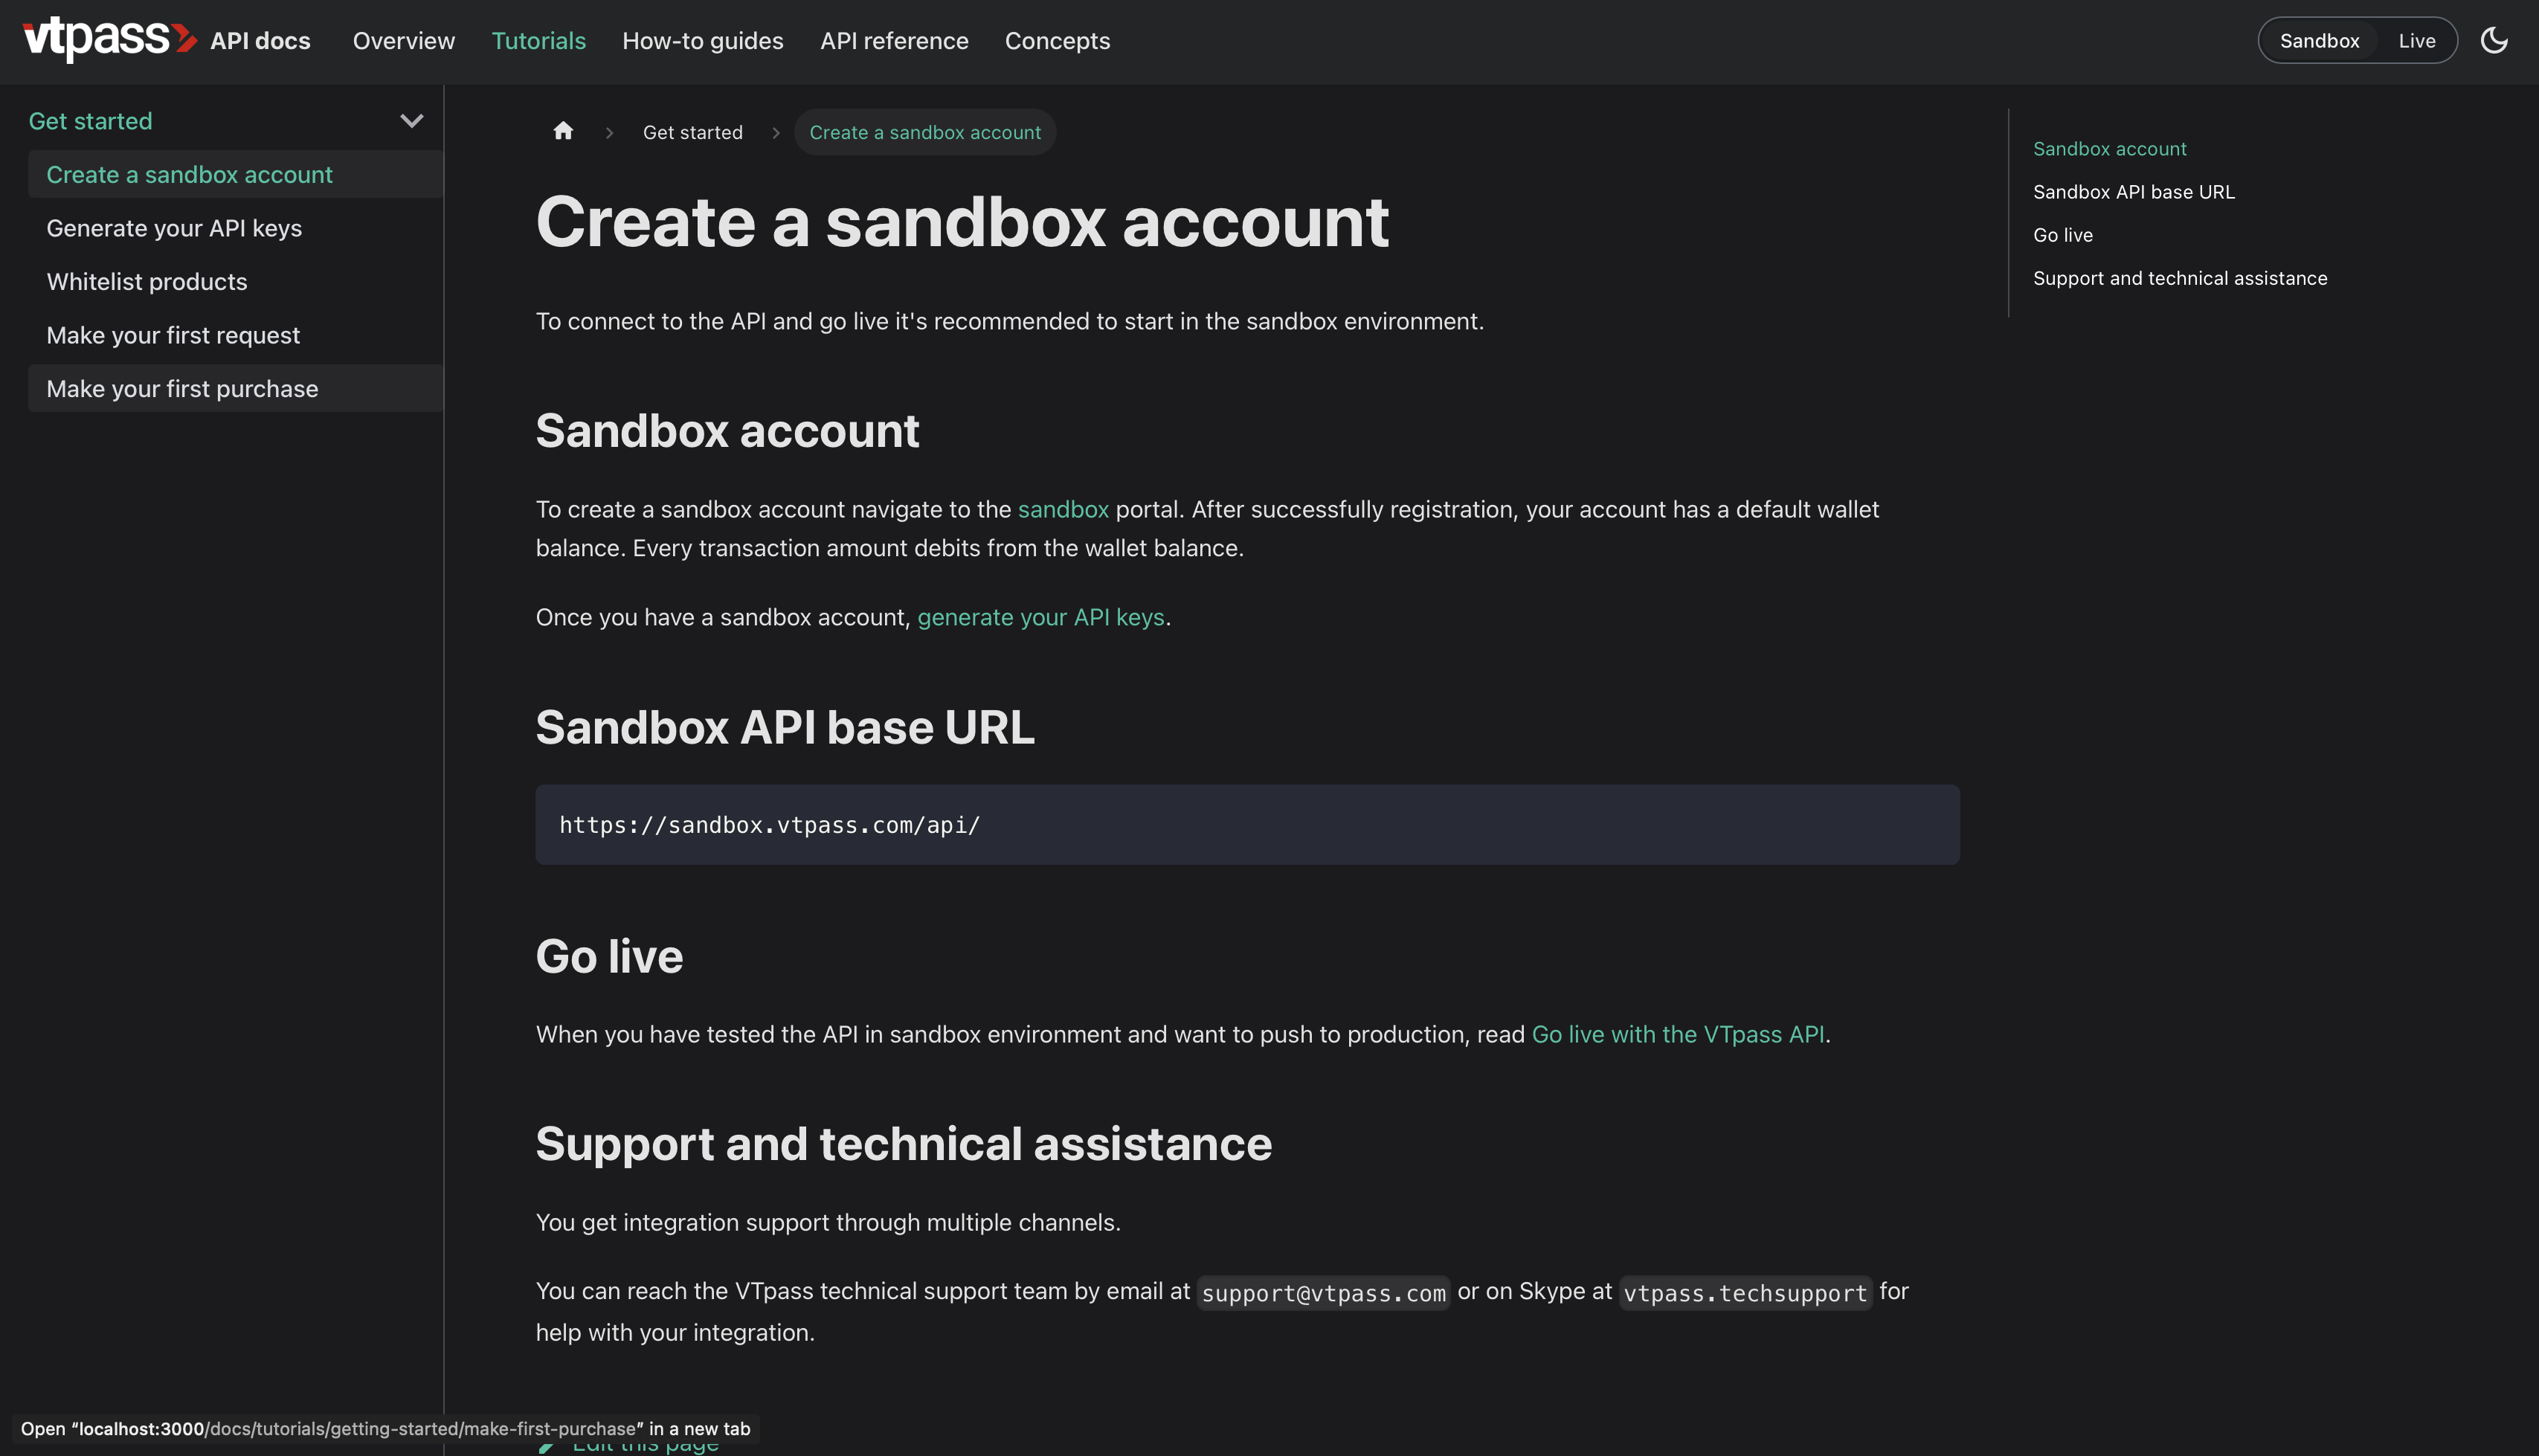 vtpass API docs Overview Tutorials How-to guides API reference Concepts Sandbox Live
Get started
Create a sandbox account
Generate your API keys
Whitelist products
Make your first request
Make your first purchase
Get started Create a sandbox account
Create a sandbox account
To connect to the API and go live it's recommended to start in the sandbox environment.
Sandbox account
To create a sandbox account navigate to the sandbox portal. After successfully registration, your account has a default wallet
balance. Every transaction amount debits from the wallet balance.
Once you have a sandbox account, generate your API keys.
Sandbox API base URL
https://sandbox.vtpass.com/api/
Go live
When you have tested the API in sandbox environment and want to push to production, read Go live with the VTpass API.
Support and technical assistance
You get integration support through multiple channels.
You can reach the VTpass technical support team by email at support@vtpass.com or on Skype at vtpass.techsupport for
help with your integration.
Edit this page
Sandbox account
Sandbox API base URL
Go live
Support and technical assistance
Open “localhost:3000/docs/tutorials/getting-started/make-first-purchase” in a new tab